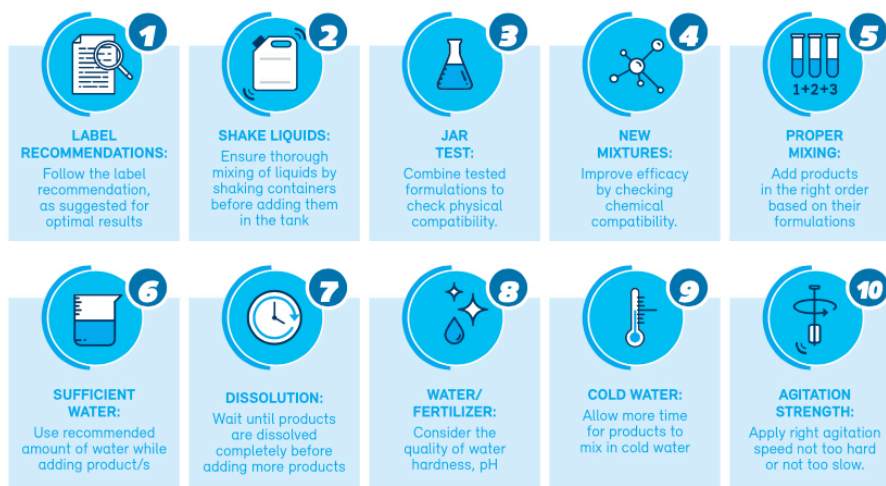 1
LABEL
RECOMMENDATIONS:
Follow the label
recommendation,
as suggested for
optimal results
2
SHAKE LIQUIDS:
Ensure thorough
mixing of liquids by
shaking containers
before adding them
in the tank
3
JAR
TEST:
Combine tested
formulations to
check physical
compatibility.
4
NEW
MIXTURES:
Improve efficacy
by checking
chemical
compatibility.
5
1+2+3
PROPER
MIXING:
Add products
in the right order
based on their
formulations
6
SUFFICIENT
WATER:
Use recommended
amount of water while
adding product/s
7
DISSOLUTION:
Wait until products
are dissolved
completely before
adding more products
8
WATER/
FERTILIZER:
Consider the
quality of water
hardness, pH
9
COLD WATER:
Allow more time
for products to
mix in cold water
10
AGITATION
STRENGTH:
Apply right agitation
speed not too hard
or not too slow.